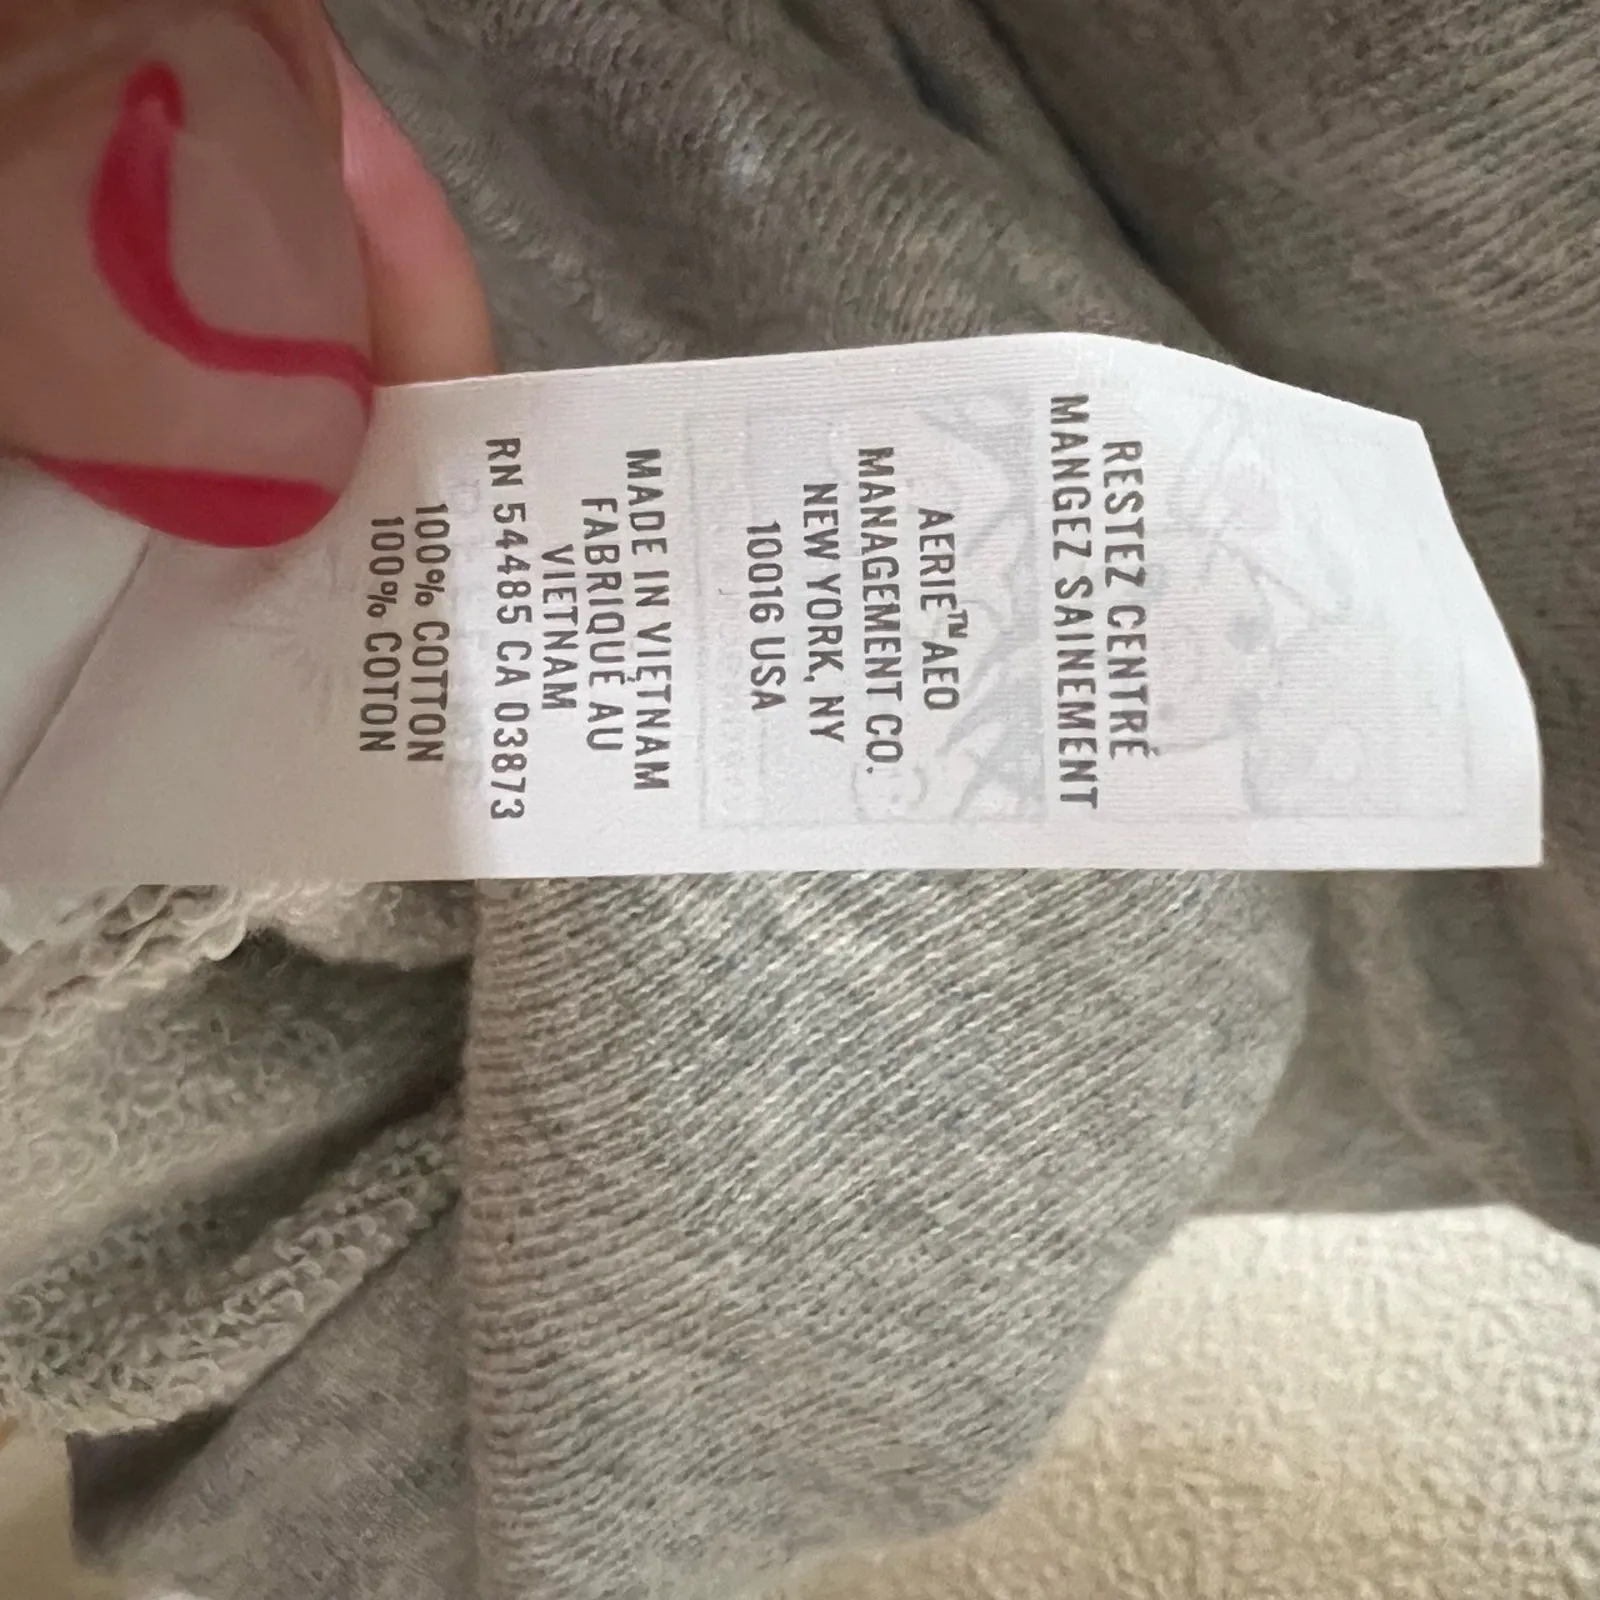 RESTEZ CENTRÉ
MANGEZ SAINEMENT
AERIE™ AEO
MANAGEMENT CO.
NEW YORK, NY
10016 USA
MADE IN VIETNAM
FABRIQUÉ AU
VIETNAM
RN 54485 CA 03873
100% COTTON
100% COTON